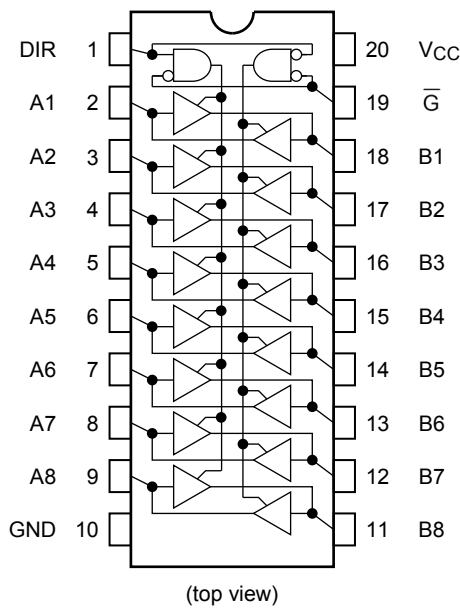 DIR 1 20 VCC
A1 2 19 G̅
A2 3 18 B1
A3 4 17 B2
A4 5 16 B3
A5 6 15 B4
A6 7 14 B5
A7 8 13 B6
A8 9 12 B7
GND 10 11 B8
(top view)